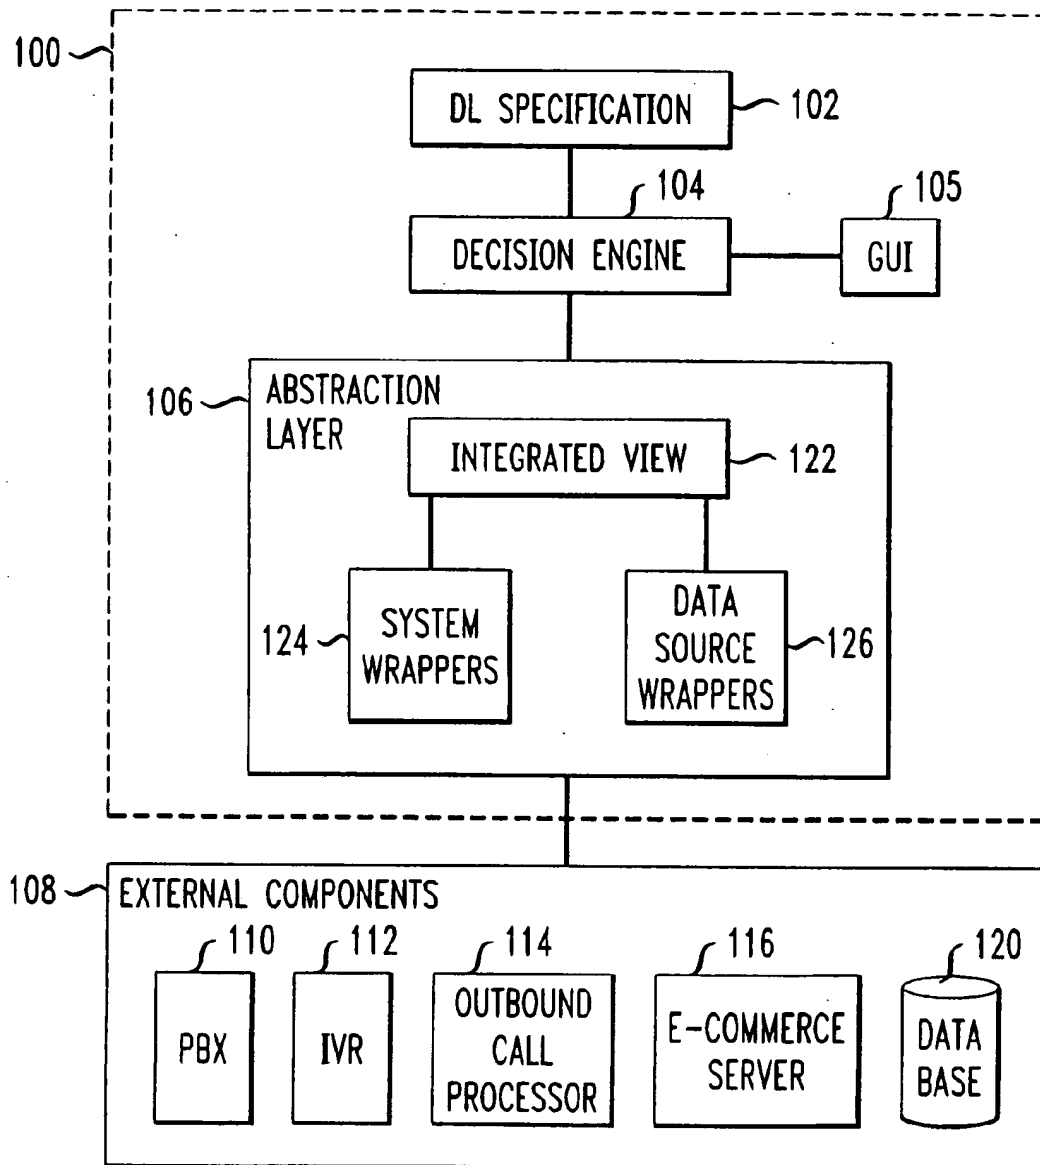 100
DL SPECIFICATION
102
104
105
DECISION ENGINE
GUI
106
ABSTRACTION
LAYER
INTEGRATED VIEW
122
124
SYSTEM
WRAPPERS
DATA
SOURCE
WRAPPERS
126
108
EXTERNAL COMPONENTS
110
112
114
116
120
PBX
IVR
OUTBOUND
CALL
PROCESSOR
E-COMMERCE
SERVER
DATA
BASE